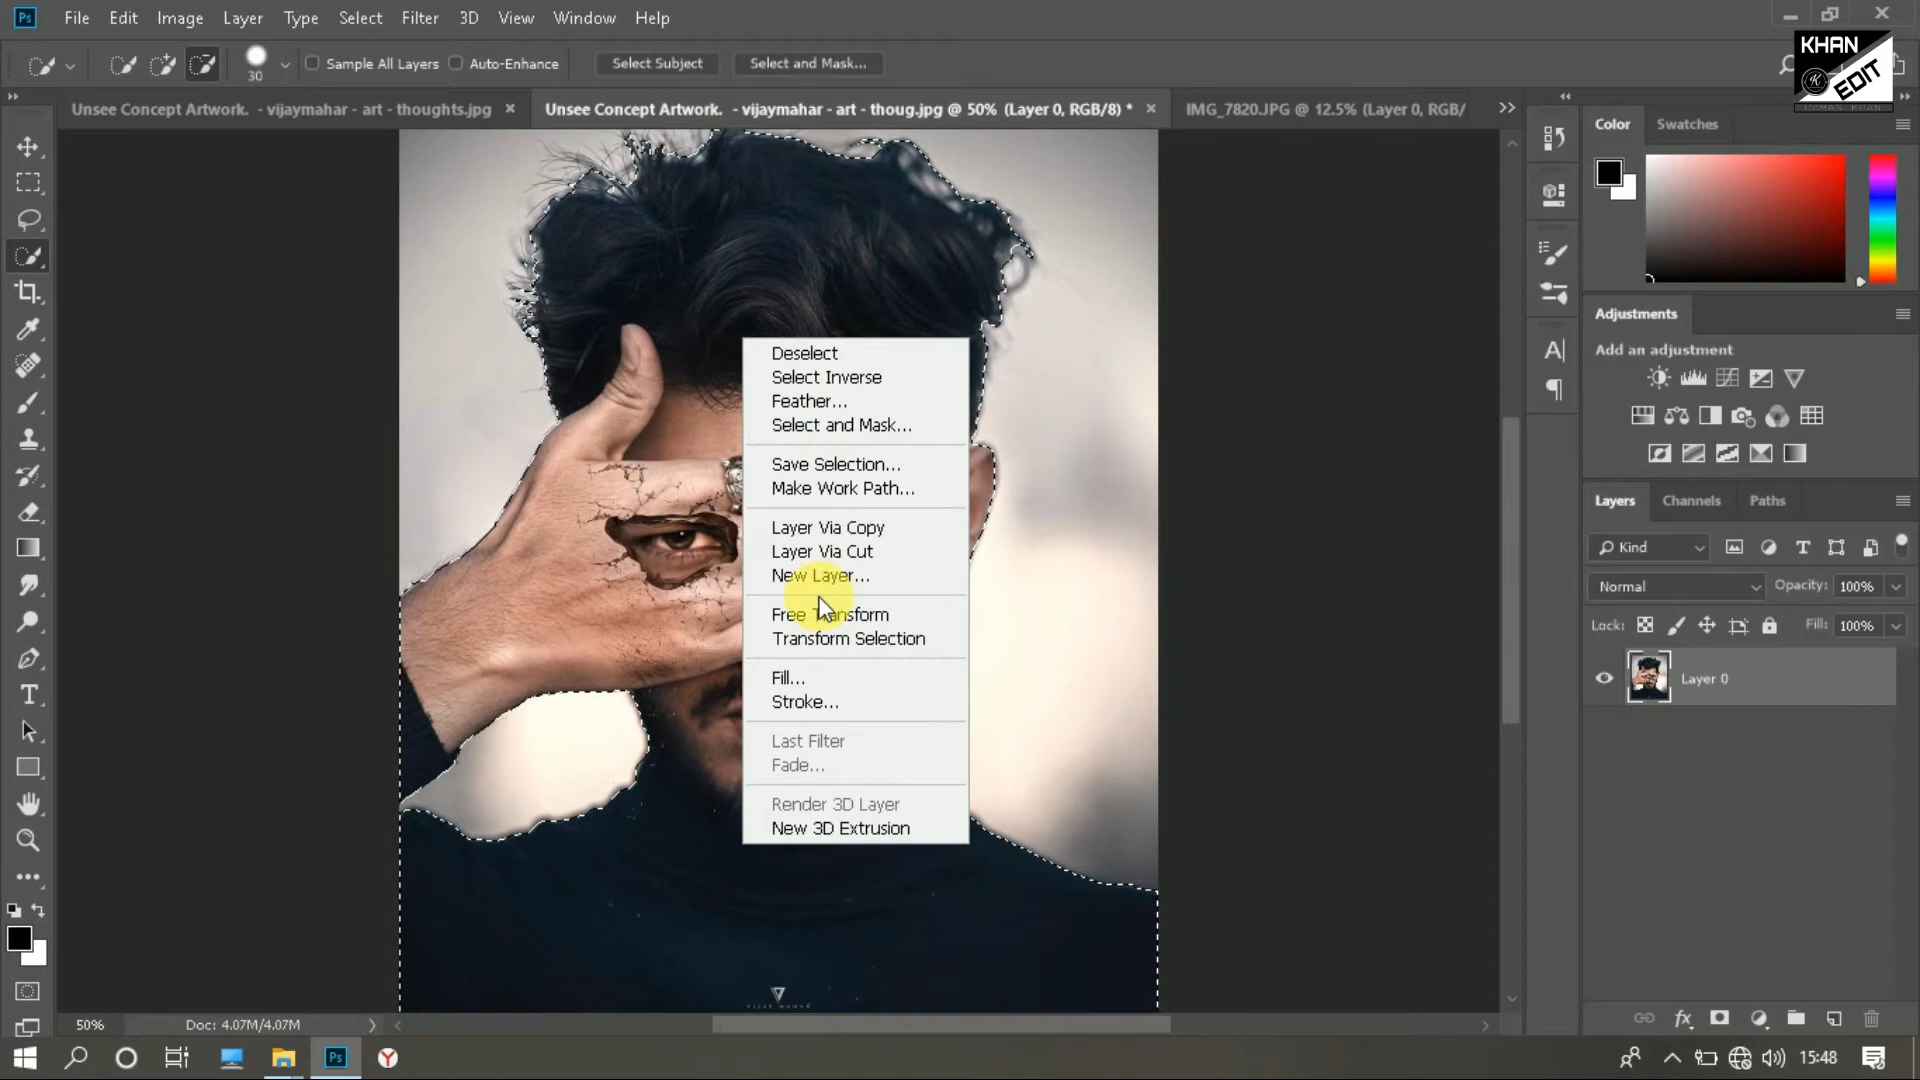 Ps File Edit Image Layer Type Select Filter 3D View Window Help
30 Sample All Layers Auto-Enhance Select Subject Select and Mask...
KHAN
EDIT
Unsee Concept Artwork. - vijaymahar - art - thoughts.jpg × Unsee Concept Artwork. - vijaymahar - art - thoug.jpg @ 50% (Layer 0, RGB/8) * × IMG_7820.JPG @ 12.5% (Layer 0, RGB/
Color Swatches
Deselect
Select Inverse
Feather...
Select and Mask...
Save Selection...
Make Work Path...
Layer Via Copy
Layer Via Cut
New Layer...
Free Transform
Transform Selection
Fill...
Stroke...
Last Filter
Fade...
Render 3D Layer
New 3D Extrusion
Adjustments
Add an adjustment
Layers Channels Paths
Kind
Normal Opacity: 100%
Lock: Fill: 100%
Layer 0
50% Doc: 4.07M/4.07M
Ps 15:48